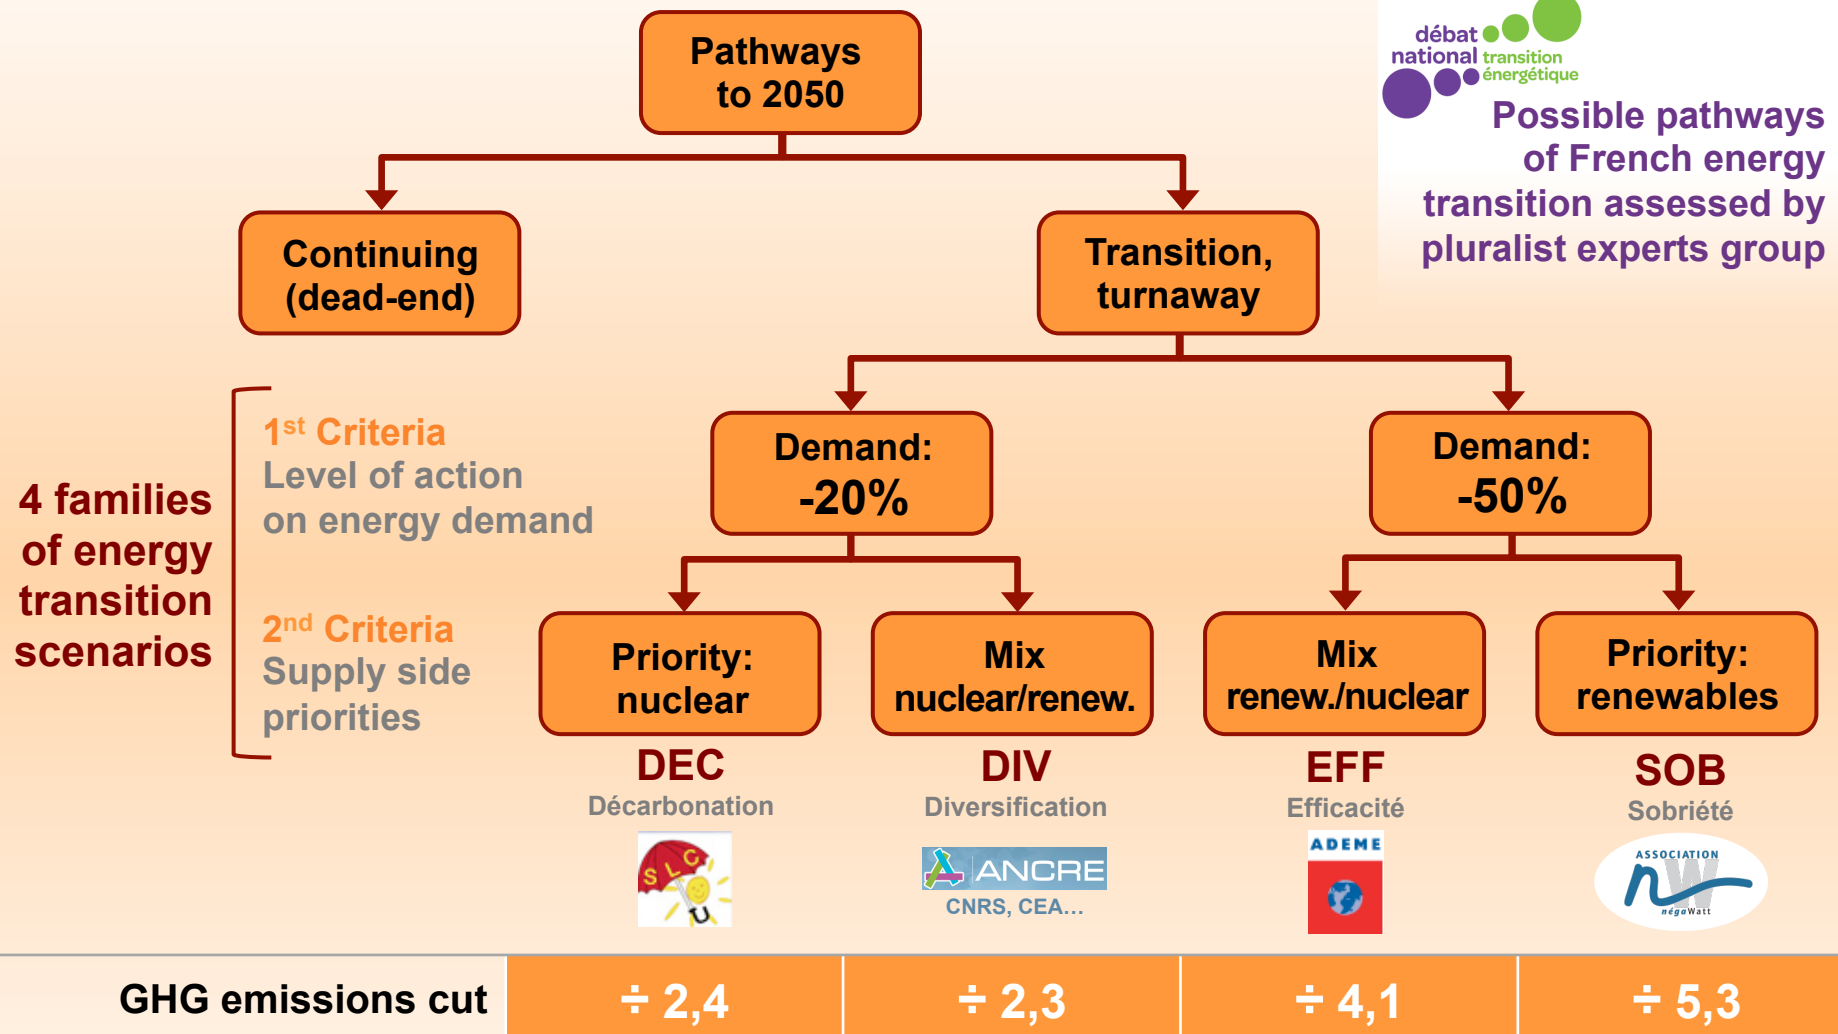 Pathways
to 2050
débat
national transition
énergétique
Possible pathways
of French energy
transition assessed by
pluralist experts group
Continuing
(dead-end)
Transition,
turnaway
4 families
of energy
transition
scenarios
1st Criteria
Level of action
on energy demand
2nd Criteria
Supply side
priorities
Demand:
-20%
Demand:
-50%
Priority:
nuclear
Mix
nuclear/renew.
Mix
renew./nuclear
Priority:
renewables
DEC
Décarbonation
SLC
U
DIV
Diversification
ANCRE
CNRS, CEA...
EFF
Efficacité
ADEME
SOB
Sobriété
ASSOCIATION
nW
négaWatt
GHG emissions cut
÷ 2,4
÷ 2,3
÷ 4,1
÷ 5,3